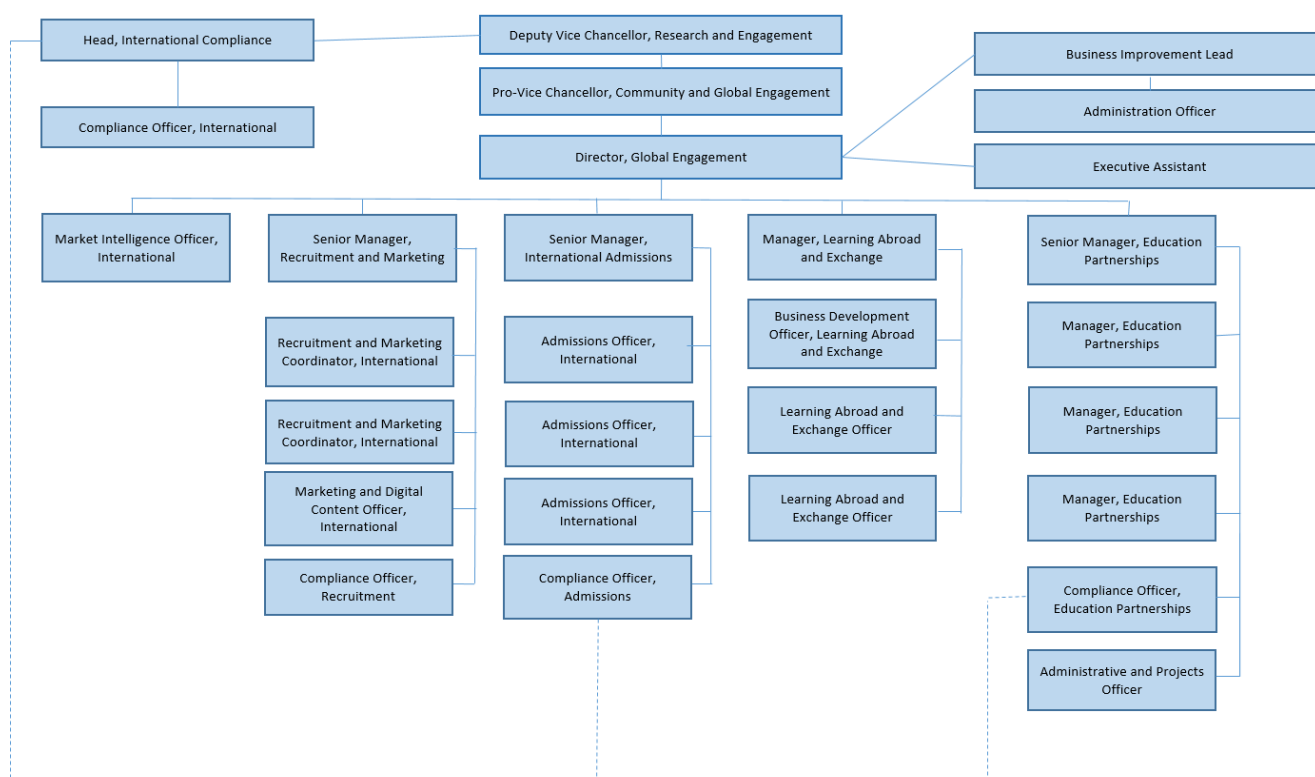 Head, International Compliance
Deputy Vice Chancellor, Research and Engagement
Business Improvement Lead
Pro-Vice Chancellor, Community and Global Engagement
Compliance Officer, International
Administration Officer
Director, Global Engagement
Executive Assistant
Market Intelligence Officer,
International
Senior Manager,
Recruitment and Marketing
Senior Manager,
International Admissions
Manager, Learning Abroad
and Exchange
Senior Manager, Education
Partnerships
Recruitment and Marketing
Coordinator, International
Admissions Officer,
International
Business Development
Officer, Learning Abroad
and Exchange
Manager, Education
Partnerships
Recruitment and Marketing
Coordinator, International
Admissions Officer,
International
Learning Abroad and
Exchange Officer
Manager, Education
Partnerships
Marketing and Digital
Content Officer,
International
Admissions Officer,
International
Learning Abroad and
Exchange Officer
Manager, Education
Partnerships
Compliance Officer,
Recruitment
Compliance Officer,
Admissions
Compliance Officer,
Education Partnerships
Administrative and Projects
Officer